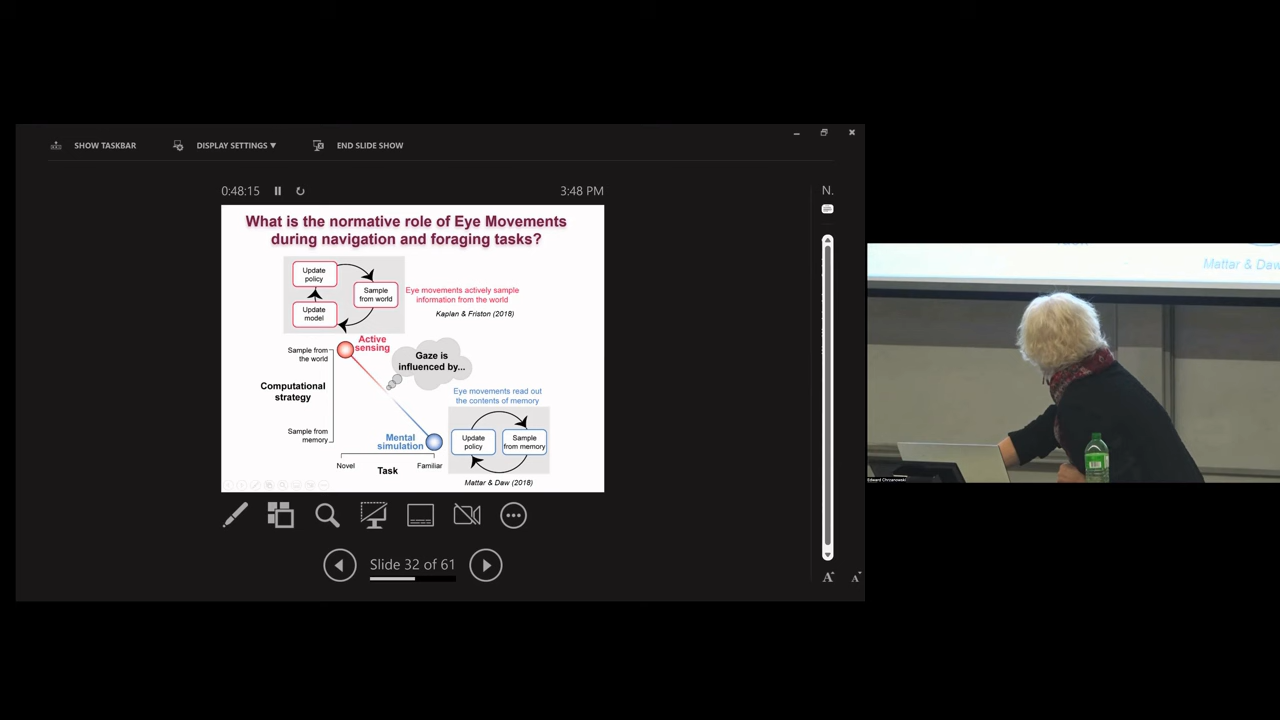 SHOW TASKBAR
DISPLAY SETTINGS ▼
END SLIDE SHOW
0:48:15
3:48 PM
N.
What is the normative role of Eye Movements
during navigation and foraging tasks?
Update
policy
Sample
from world
Update
model
Eye movements actively sample
information from the world
Kaplan & Friston (2018)
Active
sensing
Sample from
the world
Gaze is
influenced by...
Computational
strategy
Eye movements read out
the contents of memory
Sample from
memory
Mental
simulation
Update
policy
Sample
from memory
Novel
Familiar
Task
Mattar & Daw (2018)
Slide 32 of 61
A
A
Mattar & Daw
Edward Chrzanowski